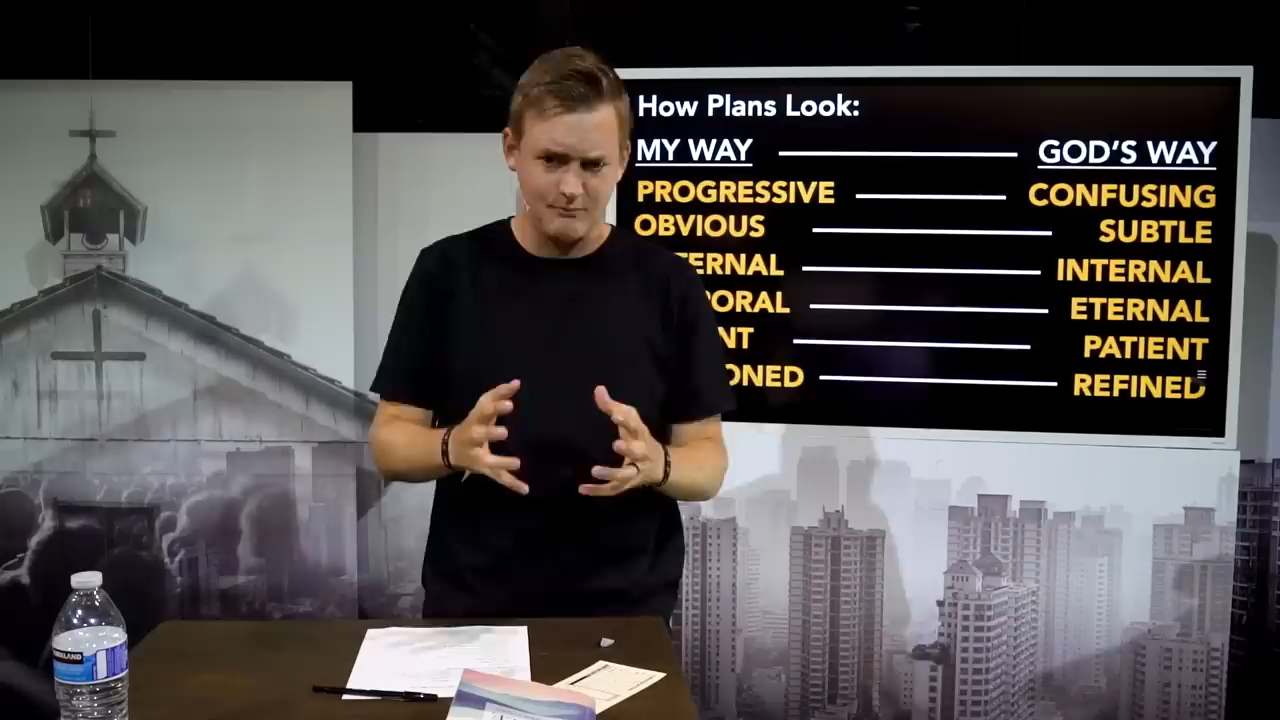 How Plans Look:
MY WAY GOD'S WAY
PROGRESSIVE CONFUSING
OBVIOUS SUBTLE
INTERNAL
ETERNAL
PATIENT
REFINED
KIRKLAND